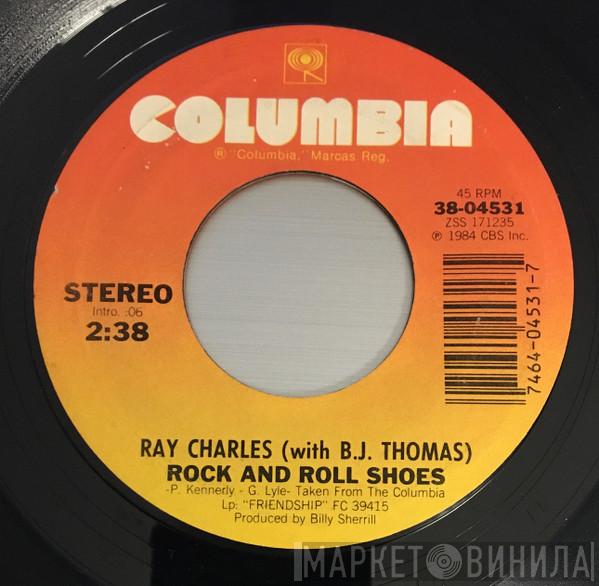 COLUMBIA
® "Columbia," Marcas Reg.
45 RPM
38-04531
ZSS 171235
℗ 1984 CBS Inc.
STEREO
Intro. :06
2:38
7464-04531-7
RAY CHARLES (with B.J. THOMAS)
ROCK AND ROLL SHOES
-P. Kennerly - G. Lyle- Taken From The Columbia
Lp: "FRIENDSHIP" FC 39415
Produced by Billy Sherrill
МАРКЕТ ВИНИЛА